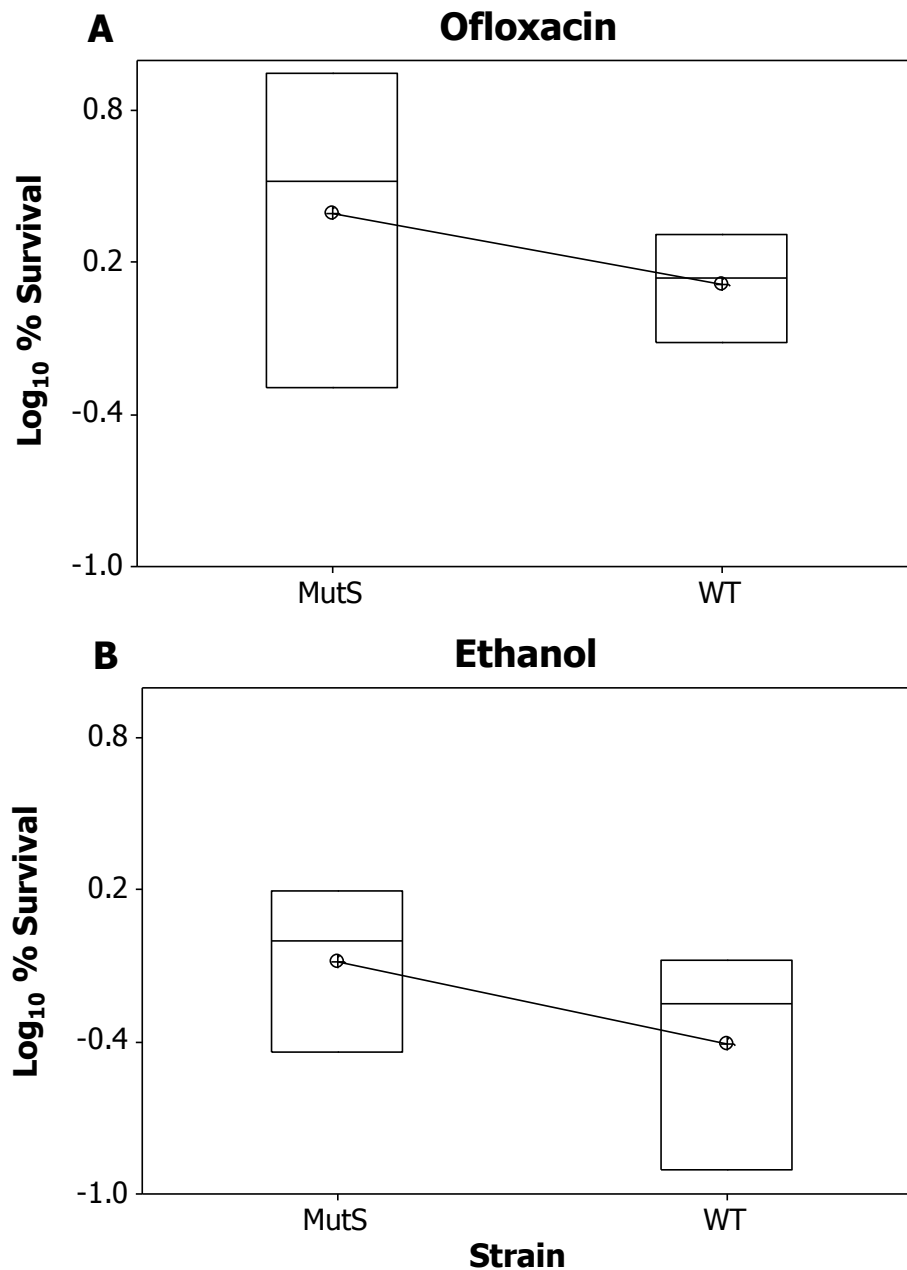 A
Ofloxacin
Log₁₀ % Survival
0.8
0.2
-0.4
-1.0
MutS
WT
B
Ethanol
Log₁₀ % Survival
0.8
0.2
-0.4
-1.0
MutS
WT
Strain